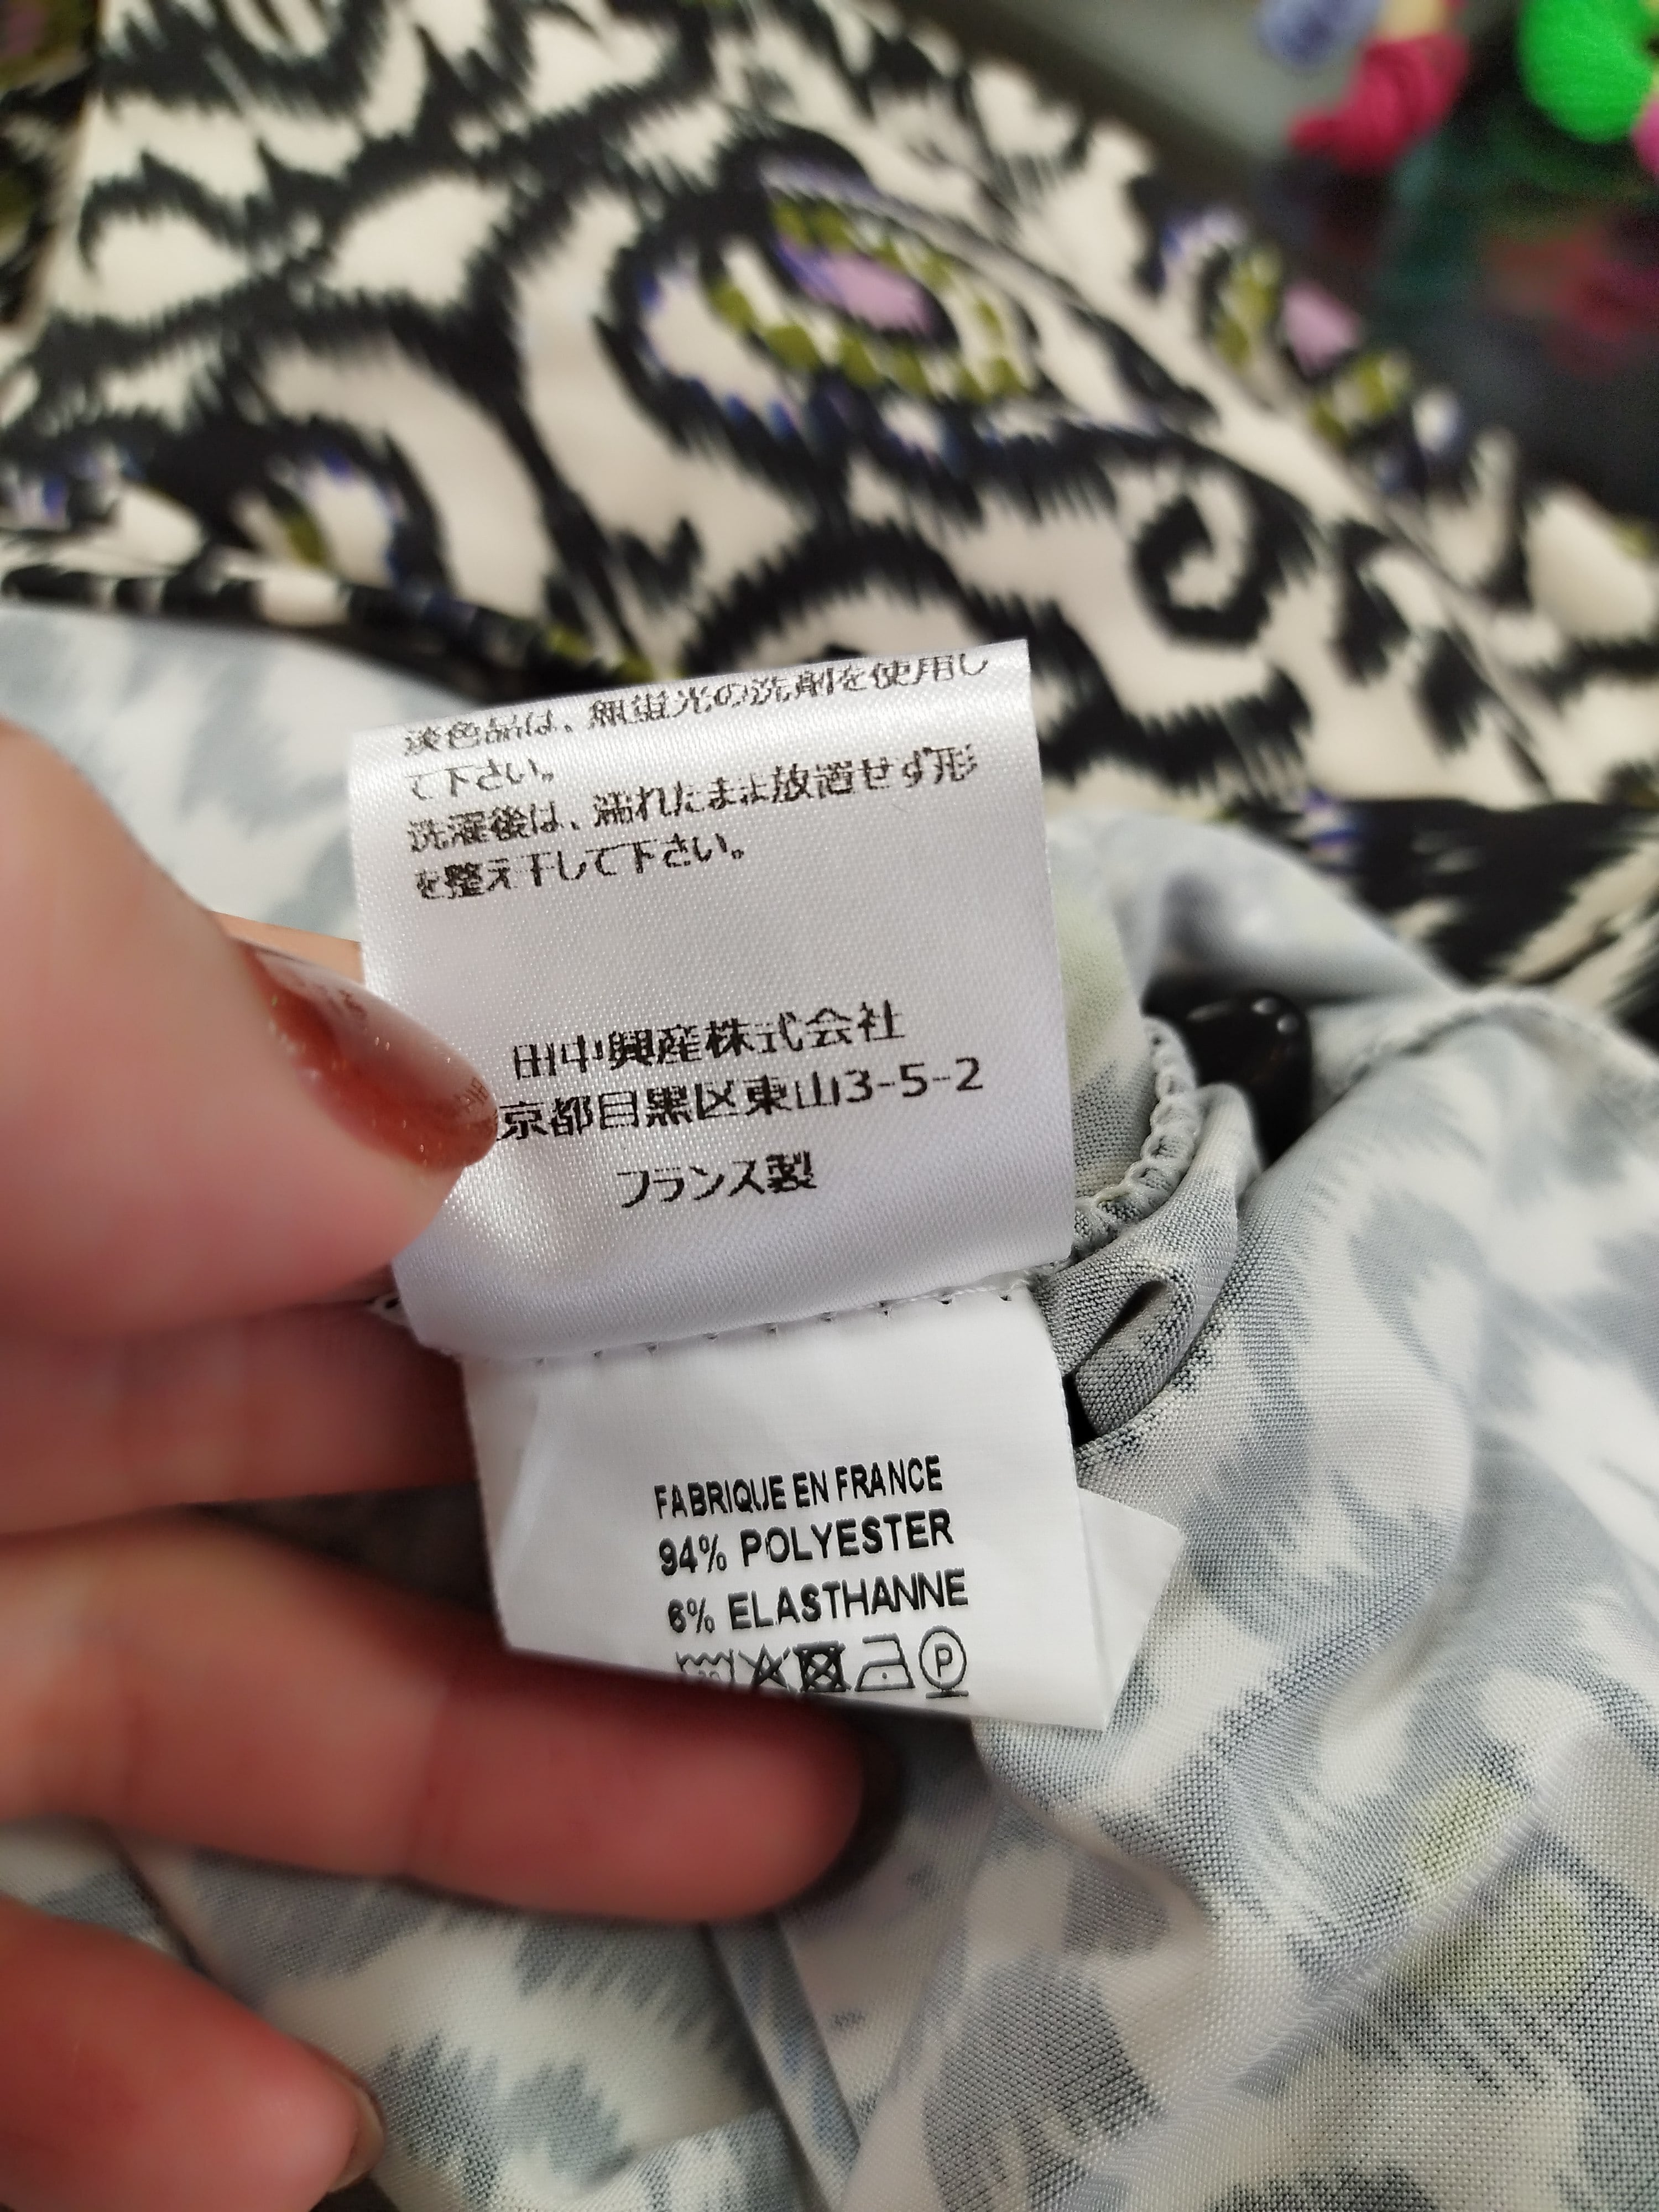 淡色品は、無蛍光の洗剤を使用し
て下さい。
洗濯後は、濡れたまま放置せず形
を整え干して下さい。
田中興産株式会社
京都目黒区東山3-5-2
フランス製
FABRIQUE EN FRANCE
94% POLYESTER
6% ELASTHANNE
P